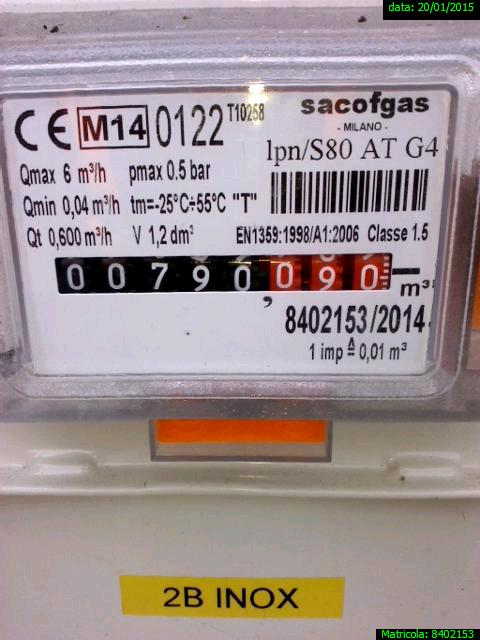 data: 20/01/2015
CE M14 0122 T10258
sacofgas
- MILANO -
lpn/S80 AT G4
Qmax 6 m³/h pmax 0.5 bar
Qmin 0,04 m³/h tm=-25°C÷55°C "T"
Qt 0,600 m³/h V 1,2 dm³ EN1359:1998/A1:2006 Classe 1.5
00790,090 m³
8402153/2014
1 imp ≙ 0,01 m³
2B INOX
Matricola: 8402153